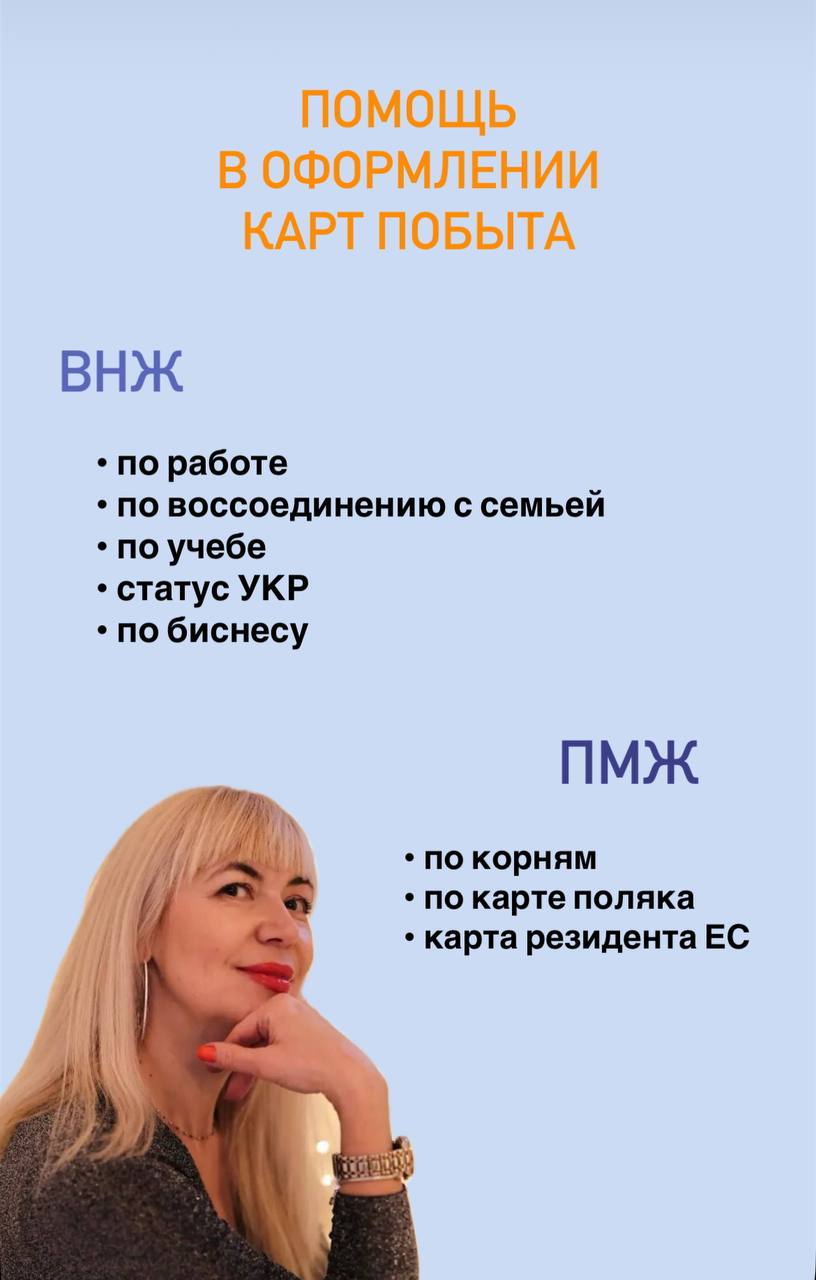 ПОМОЩЬ
В ОФОРМЛЕНИИ
КАРТ ПОБЫТА
ВНЖ
• по работе
• по воссоединению с семьей
• по учебе
• статус УКР
• по биснесу
ПМЖ
• по корням
• по карте поляка
• карта резидента ЕС